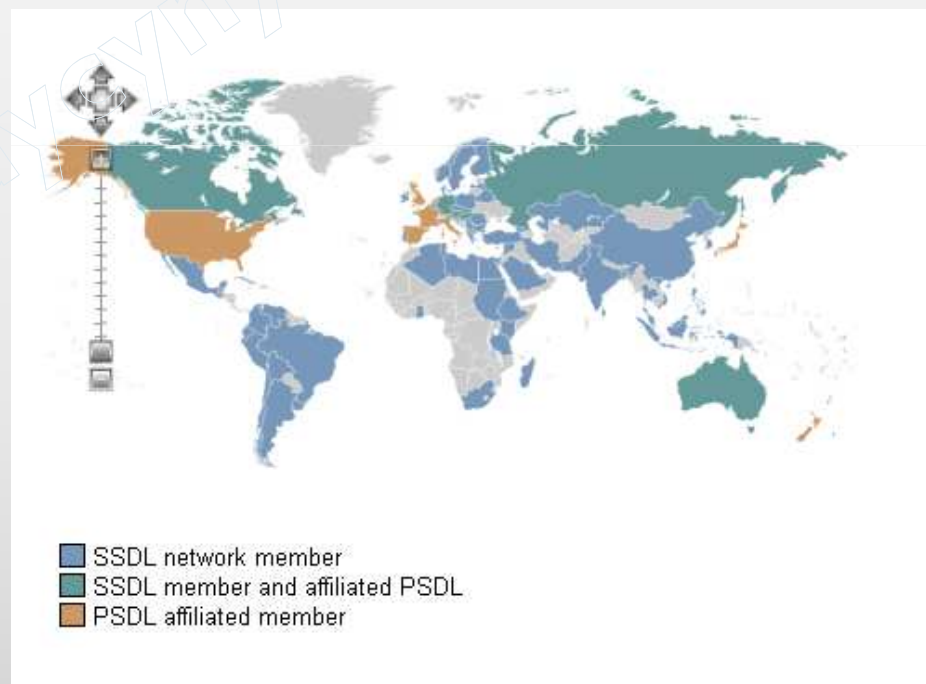 SSDL network member
SSDL member and affiliated PSDL
PSDL affiliated member